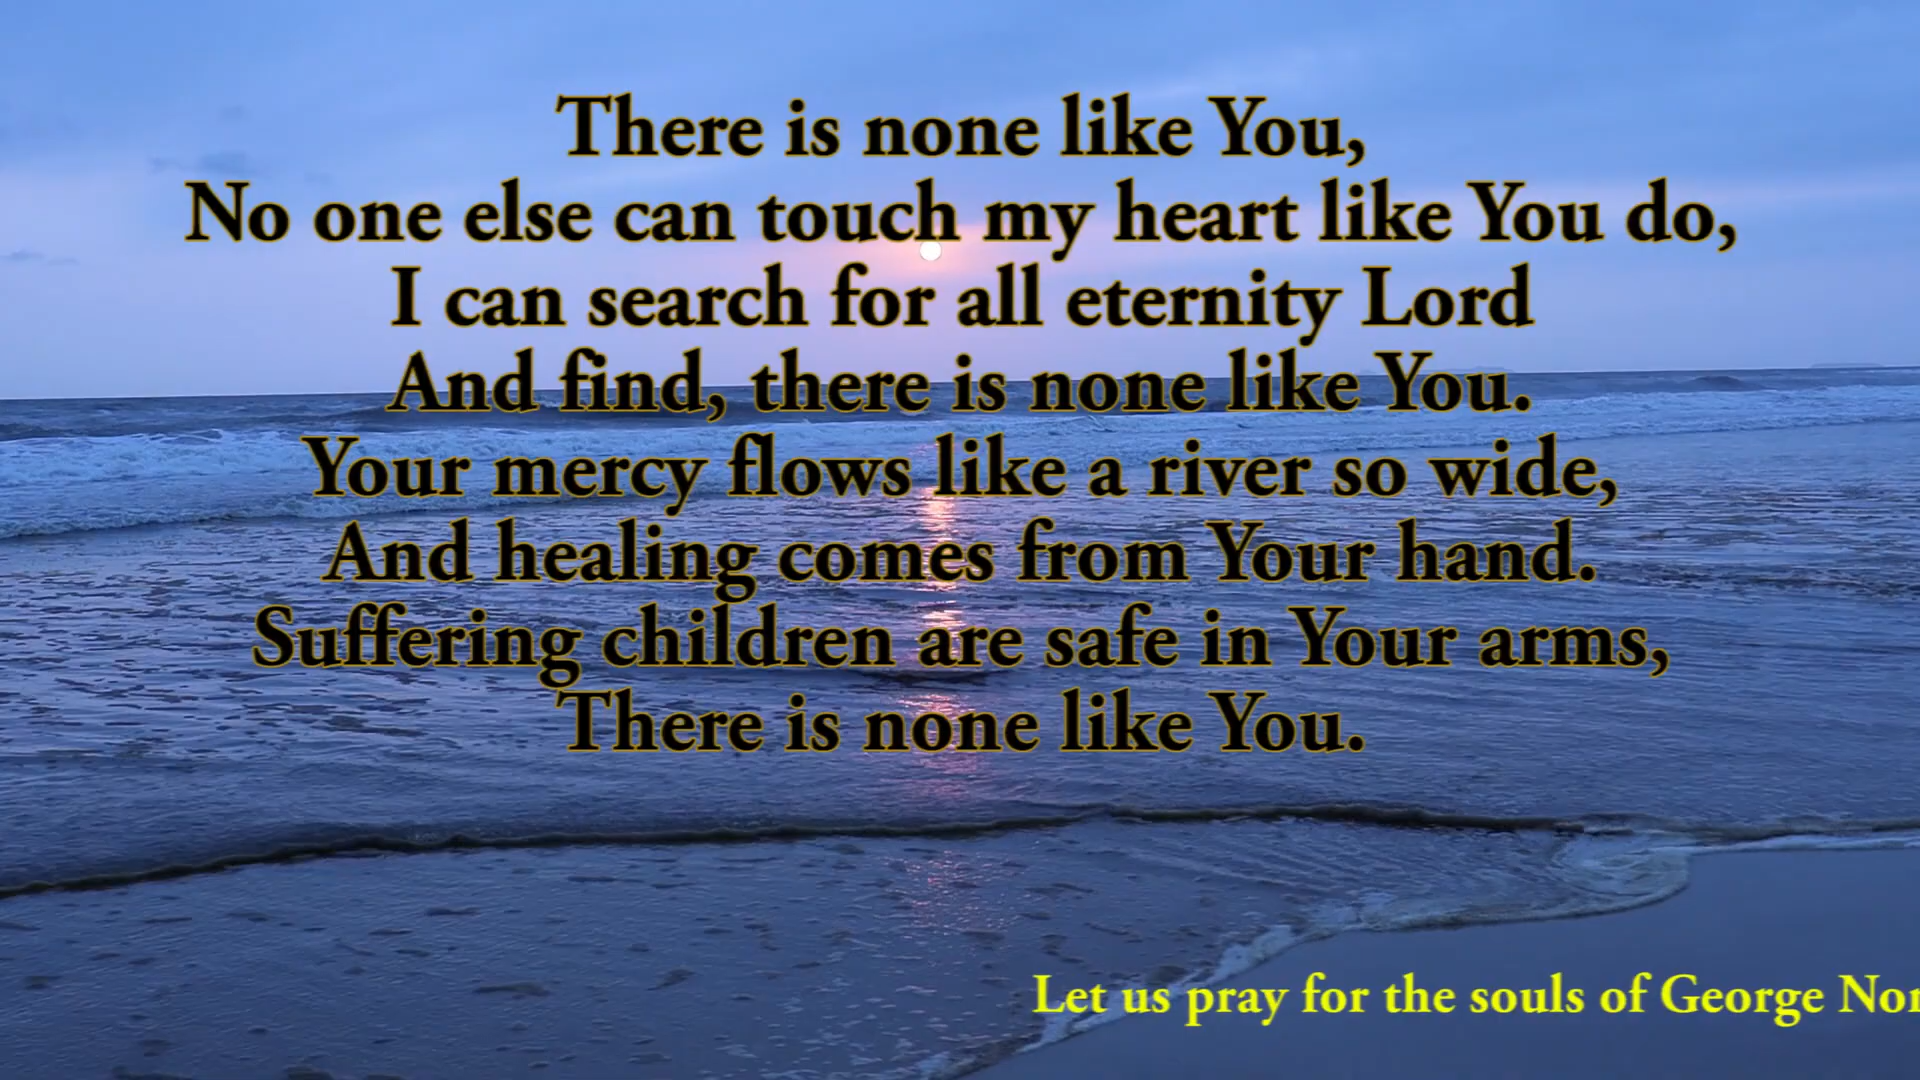 There is none like You,
No one else can touch my heart like You do,
I can search for all eternity Lord
And find, there is none like You.
Your mercy flows like a river so wide,
And healing comes from Your hand.
Suffering children are safe in Your arms,
There is none like You.
Let us pray for the souls of George